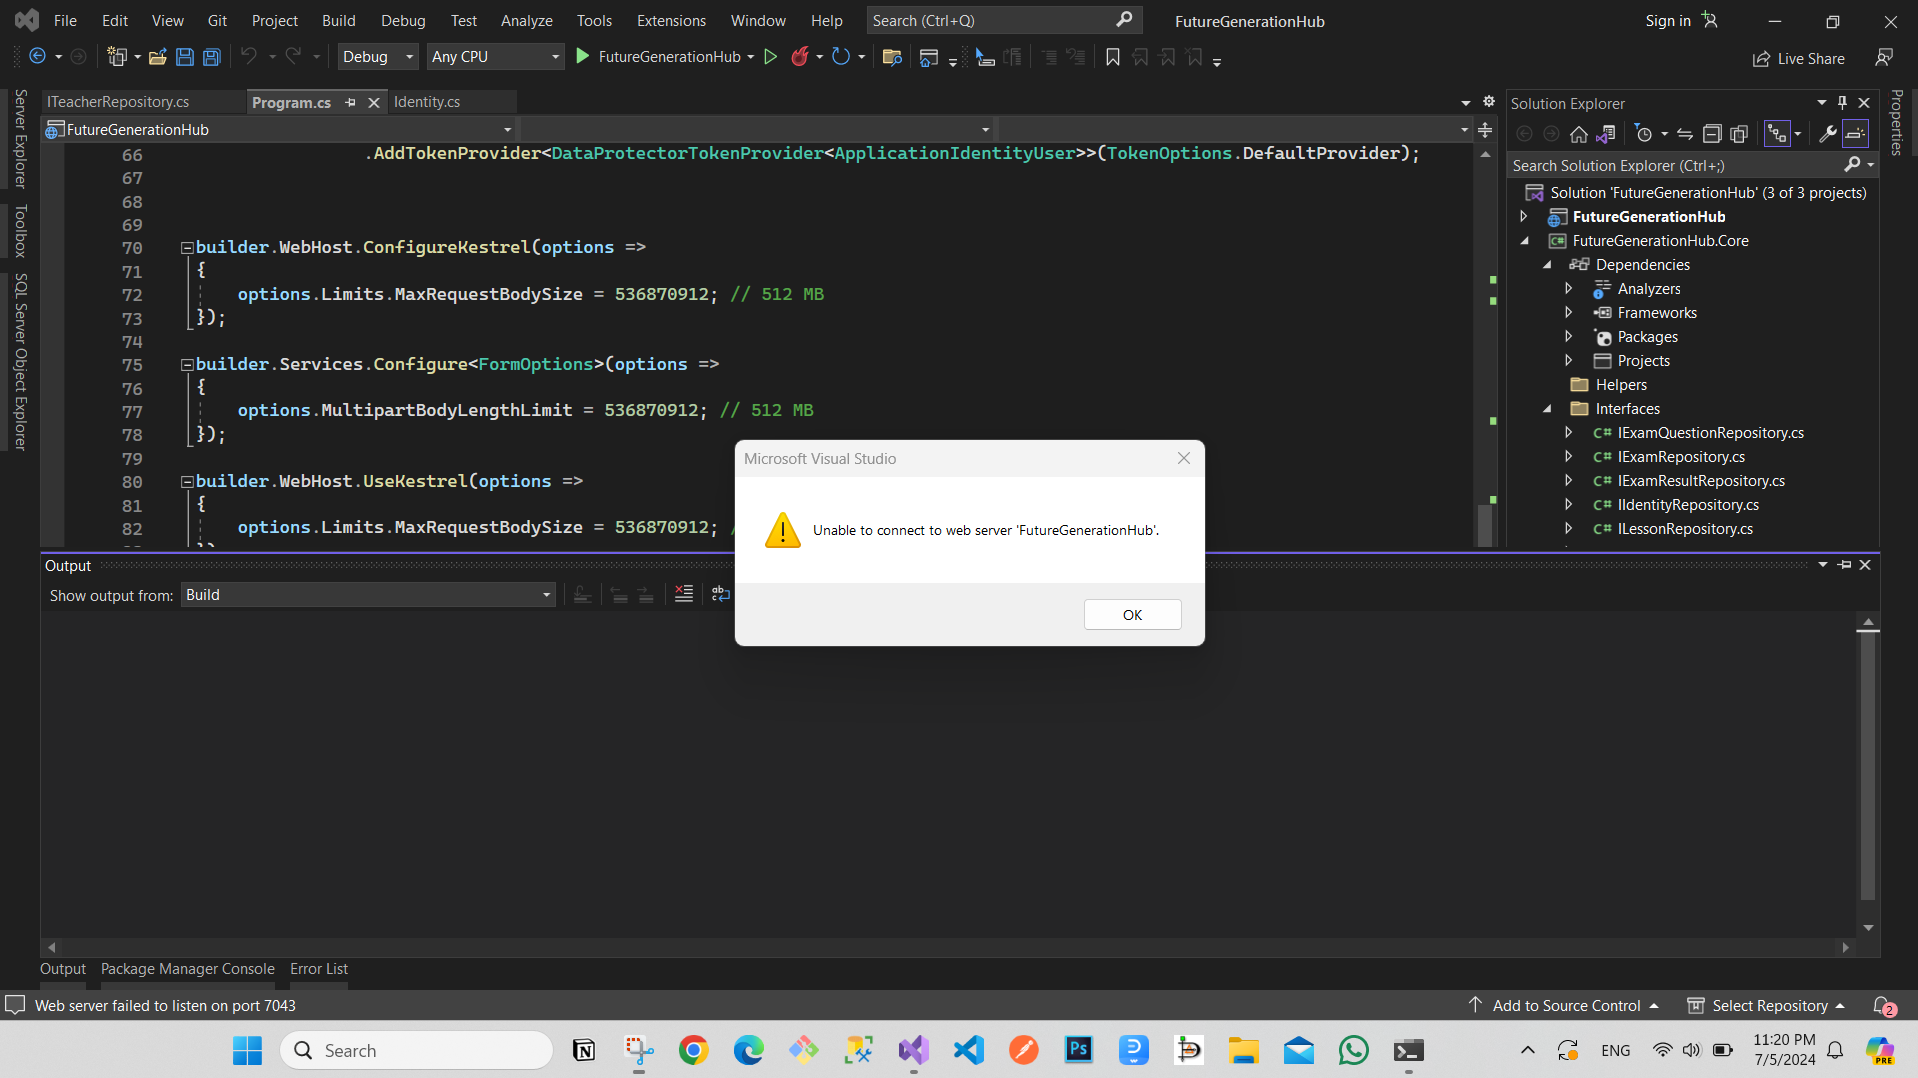 File Edit View Git Project Build Debug Test Analyze Tools Extensions Window Help Search (Ctrl+Q) FutureGenerationHub Sign in
Debug Any CPU FutureGenerationHub Live Share
Server Explorer
Toolbox
SQL Server Object Explorer
ITeacherRepository.cs Program.cs Identity.cs
FutureGenerationHub
66 .AddTokenProvider<DataProtectorTokenProvider<ApplicationIdentityUser>>(TokenOptions.DefaultProvider);
67
68
69
70 builder.WebHost.ConfigureKestrel(options =>
71 {
72 options.Limits.MaxRequestBodySize = 536870912; // 512 MB
73 });
74
75 builder.Services.Configure<FormOptions>(options =>
76 {
77 options.MultipartBodyLengthLimit = 536870912; // 512 MB
78 });
79
80 builder.WebHost.UseKestrel(options =>
81 {
82 options.Limits.MaxRequestBodySize = 536870912;
Solution Explorer
Search Solution Explorer (Ctrl+;)
Solution 'FutureGenerationHub' (3 of 3 projects)
FutureGenerationHub
FutureGenerationHub.Core
Dependencies
Analyzers
Frameworks
Packages
Projects
Helpers
Interfaces
C# IExamQuestionRepository.cs
C# IExamRepository.cs
C# IExamResultRepository.cs
C# IIdentityRepository.cs
C# ILessonRepository.cs
Properties
Microsoft Visual Studio
Unable to connect to web server 'FutureGenerationHub'.
OK
Output
Show output from: Build
Output Package Manager Console Error List
Web server failed to listen on port 7043 Add to Source Control Select Repository 2
Search ENG 11:20 PM
7/5/2024
Ps
PRE